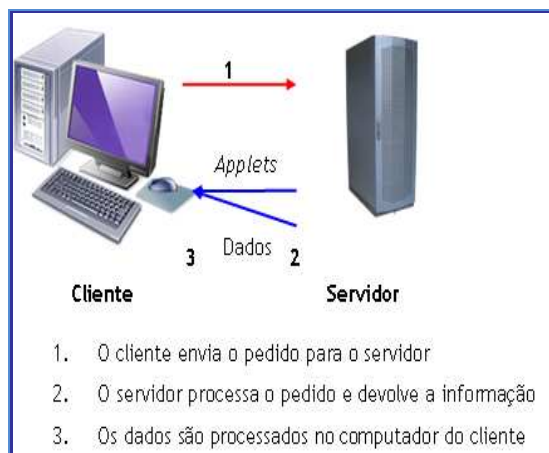 1
Applets
3 Dados 2
Cliente Servidor
1. O cliente envia o pedido para o servidor
2. O servidor processa o pedido e devolve a informação
3. Os dados são processados no computador do cliente